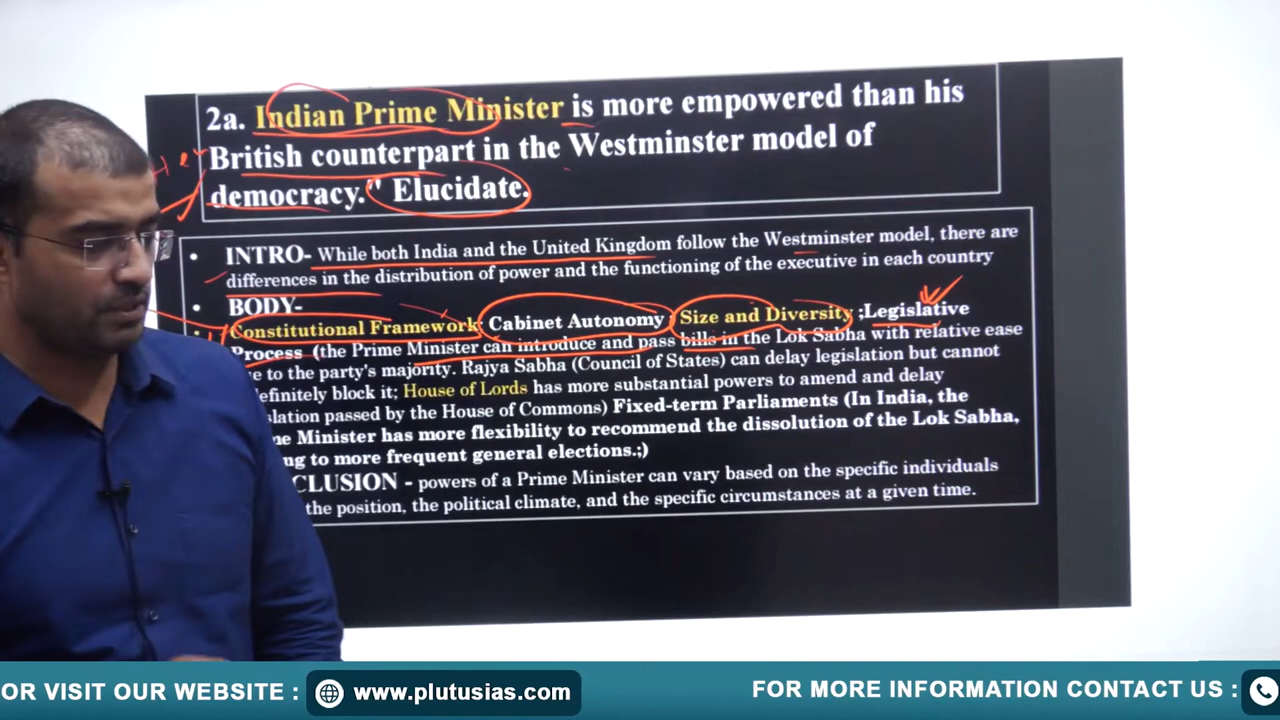 2a. Indian Prime Minister is more empowered than his
British counterpart in the Westminster model of
democracy." Elucidate.
• INTRO- While both India and the United Kingdom follow the Westminster model, there are
differences in the distribution of power and the functioning of the executive in each country
• BODY-
Constitutional Framework; Cabinet Autonomy; Size and Diversity ;Legislative
Process (the Prime Minister can introduce and pass bills in the Lok Sabha with relative ease
to the party's majority. Rajya Sabha (Council of States) can delay legislation but cannot
block it; House of Lords has more substantial powers to amend and delay
passed by the House of Commons) Fixed-term Parliaments (In India, the
Minister has more flexibility to recommend the dissolution of the Lok Sabha,
to more frequent general elections.;)
- powers of a Prime Minister can vary based on the specific individuals
the position, the political climate, and the specific circumstances at a given time.
OR VISIT OUR WEBSITE : www.plutusias.com FOR MORE INFORMATION CONTACT US :